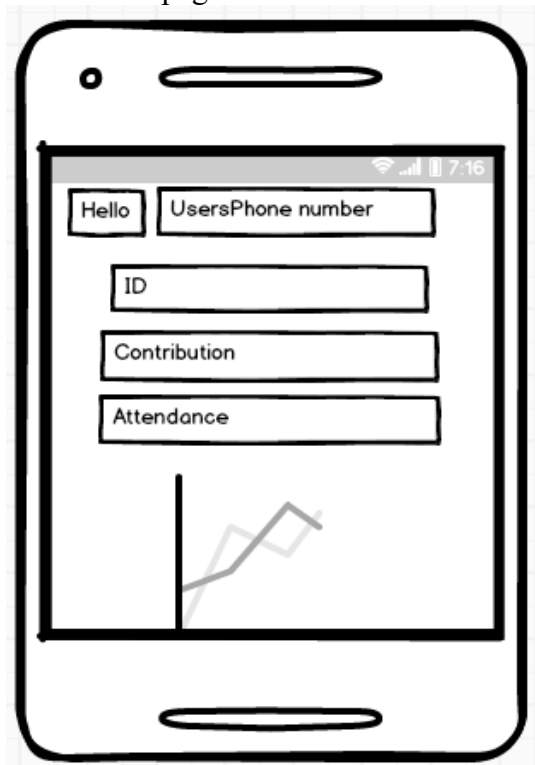 7:16
Hello
UsersPhone number
ID
Contribution
Attendance